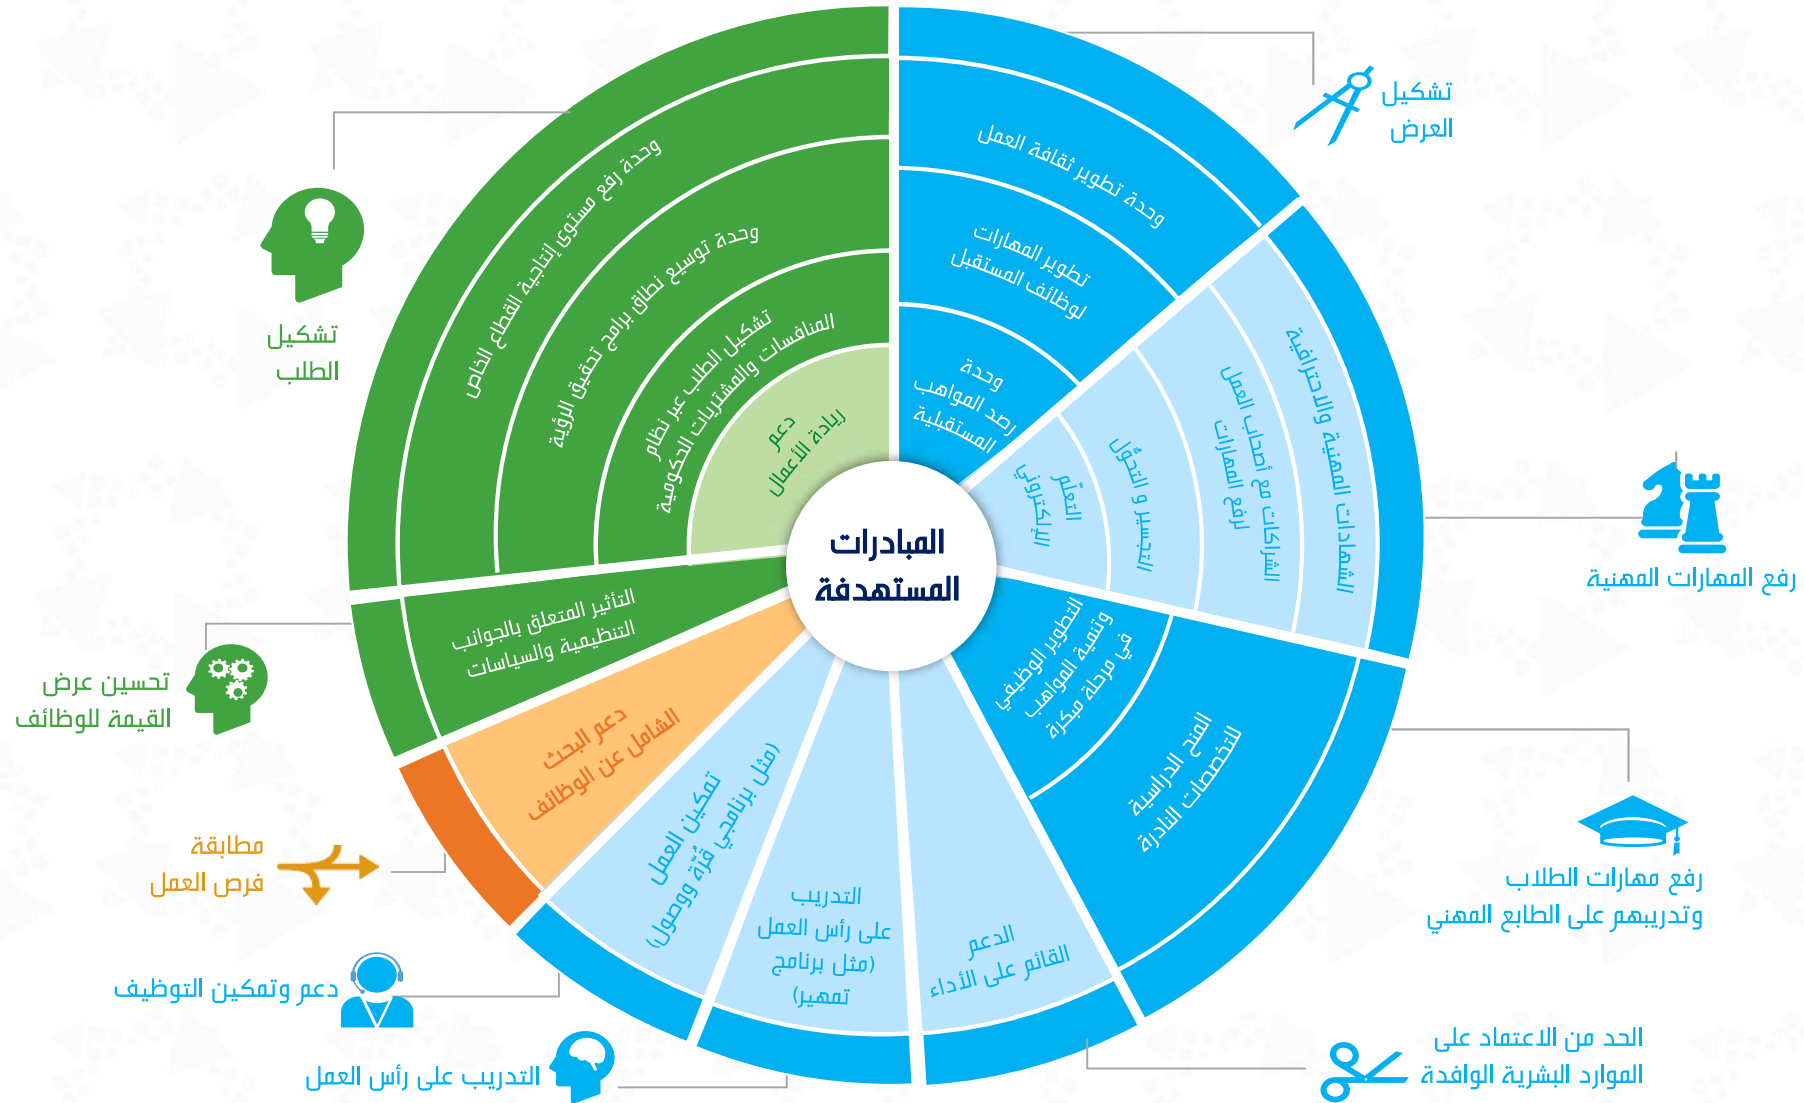 المبادرات
المستهدفة
تشكيل
العرض
وحدة تطوير ثقافة العمل
تطوير المهارات
لوظائف المستقبل
وحدة
رصد المواهب
المستقبلية
رفع المهارات المهنية
الشهادات المهنية والاحترافية
الشراكات مع أصحاب العمل
لرفع المهارات
التجسير و التحوُّل
التعلّم
الإلكتروني
رفع مهارات الطلاب
وتدريبهم على الطابع المهني
المنح الدراسية
للتخصصات النادرة
التطوير الوظيفي
وتنمية المواهب
في مرحلة مبكرة
الحد من الاعتماد على
الموارد البشرية الوافدة
الدعم
القائم على الأداء
التدريب على رأس العمل
التدريب
على رأس العمل
(مثل برنامج
تمهير)
دعم وتمكين التوظيف
تمكين العمل
(مثل برنامجي قُرّة ووصول)
مطابقة
فرص العمل
دعم البحث
الشامل عن الوظائف
تحسين عرض
القيمة للوظائف
التأثير المتعلق بالجوانب
التنظيمية والسياسات
تشكيل
الطلب
وحدة رفع مستوى إنتاجية القطاع الخاص
وحدة توسيع نطاق برامج تحقيق الرؤية
تشكيل الطلب عبر نظام
المنافسات والمشتريات الحكومية
دعم
ريادة الأعمال